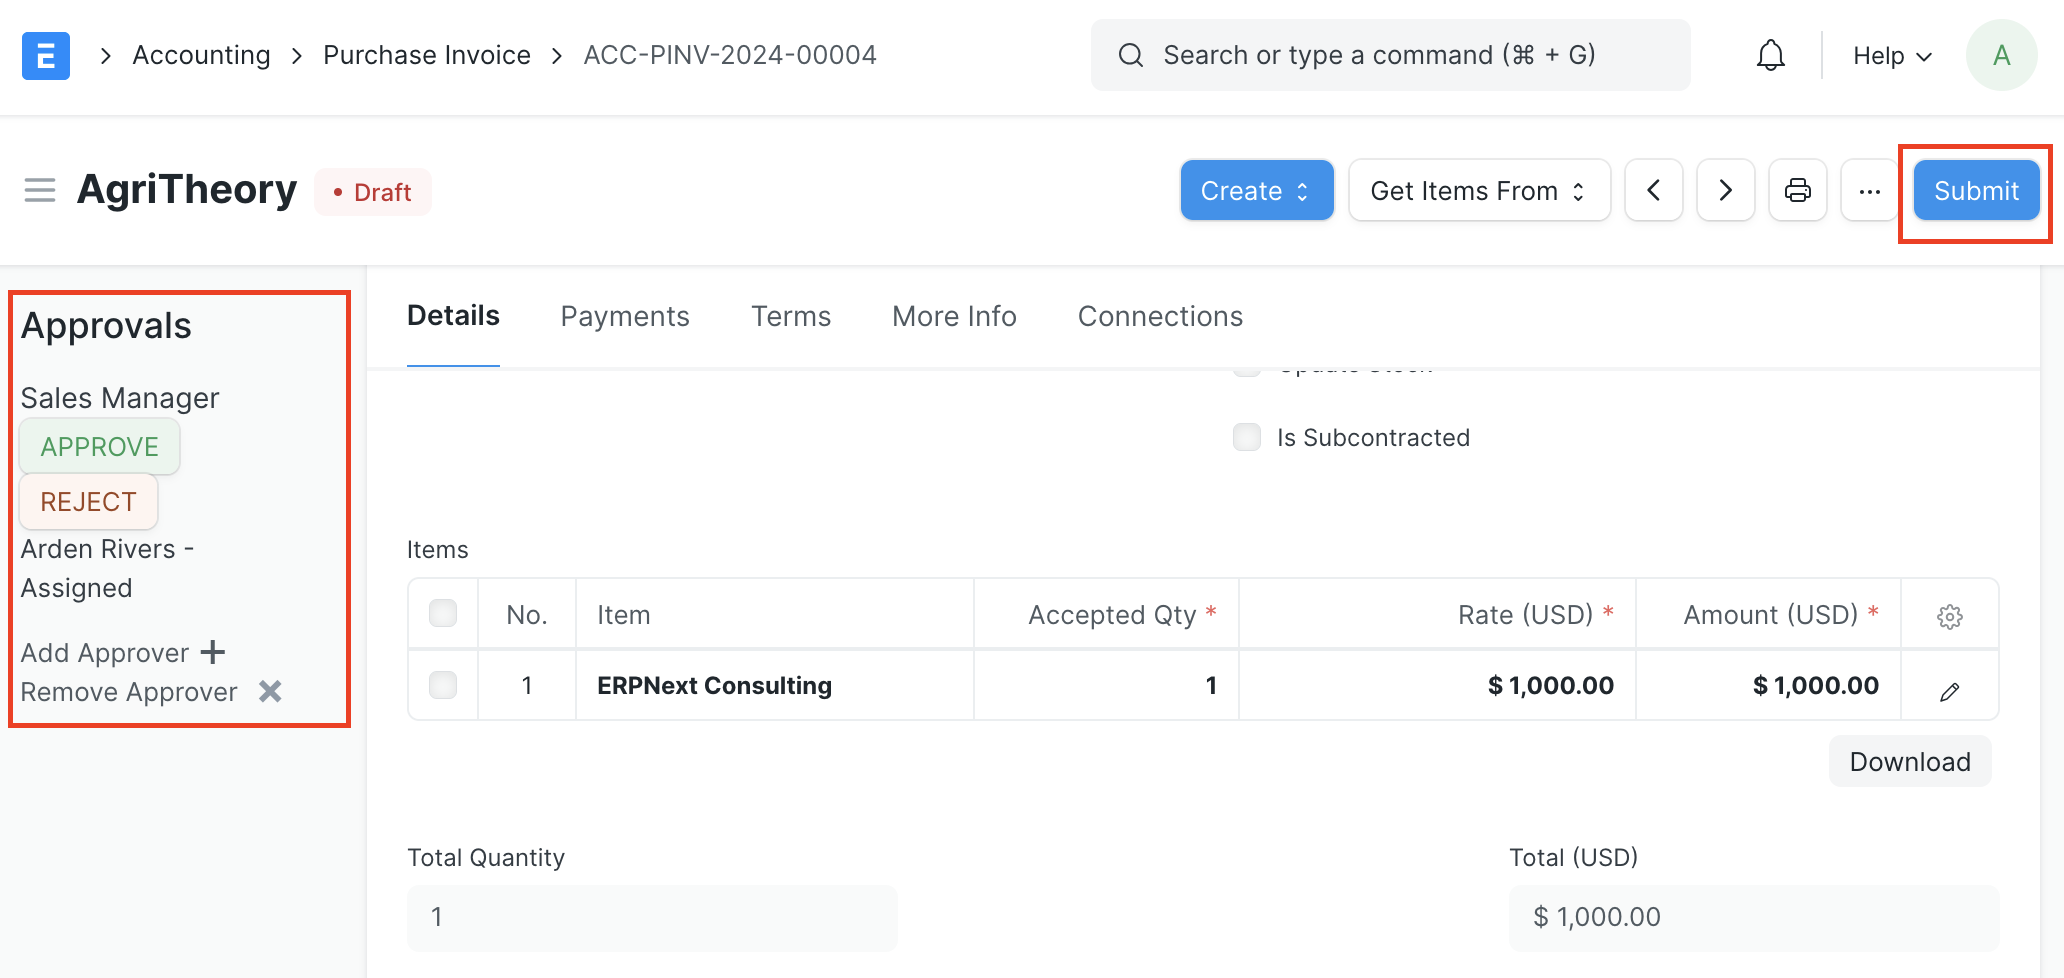 E Accounting Purchase Invoice ACC-PINV-2024-00004 Search or type a command (⌘ + G) Help A
AgriTheory Draft Create Get Items From ... Submit
Approvals
Sales Manager
APPROVE
REJECT
Arden Rivers -
Assigned
Add Approver +
Remove Approver ×
Details Payments Terms More Info Connections
Update Stock
Is Subcontracted
Items
No. Item Accepted Qty * Rate (USD) * Amount (USD) *
1 ERPNext Consulting 1 $ 1,000.00 $ 1,000.00
Download
Total Quantity Total (USD)
1 $ 1,000.00